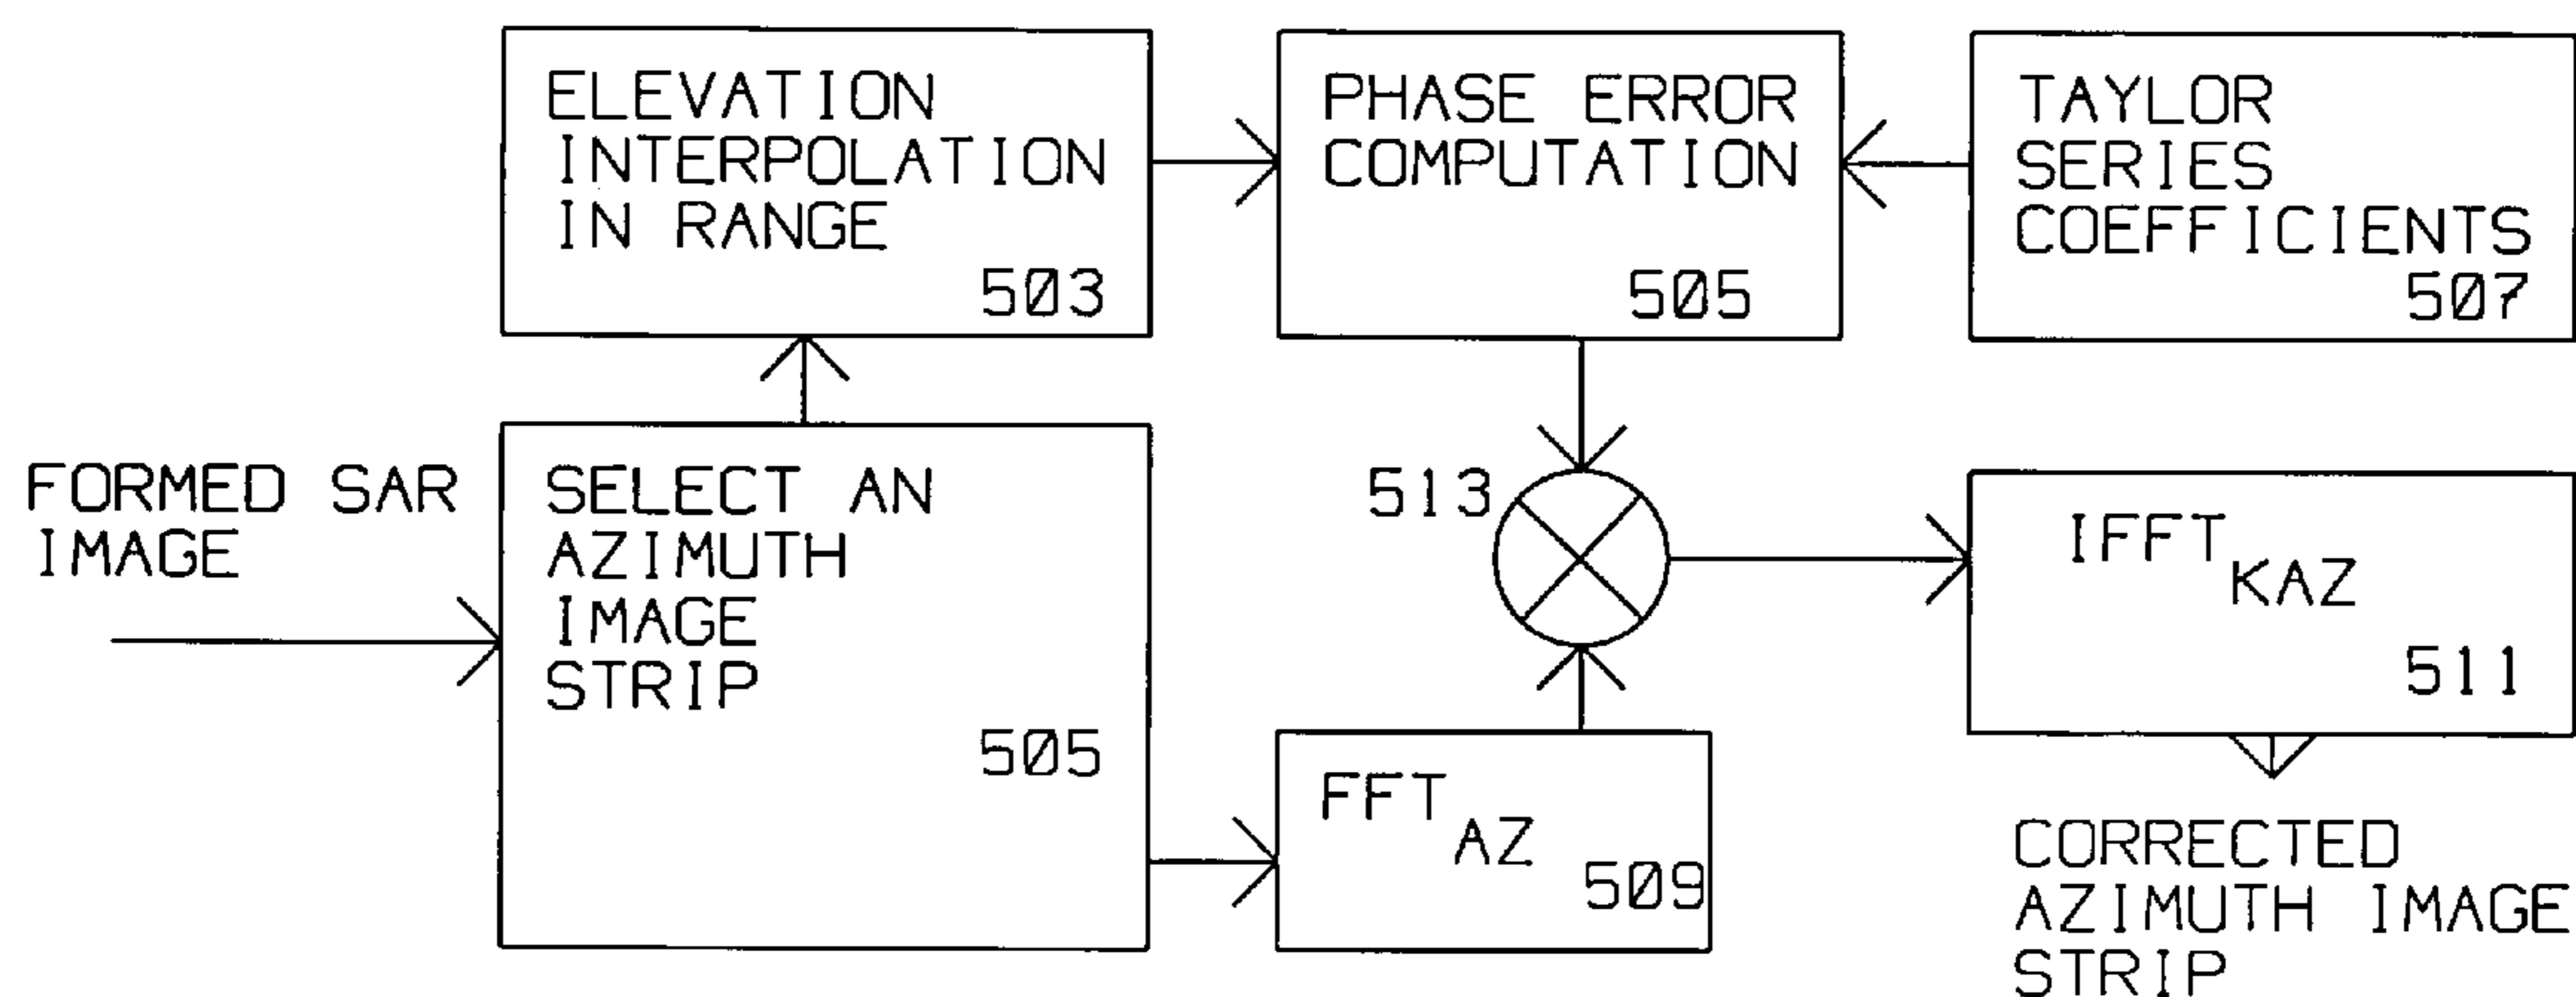 ELEVATION
INTERPOLATION
IN RANGE
503
PHASE ERROR
COMPUTATION
505
TAYLOR
SERIES
COEFFICIENTS
507
FORMED SAR
IMAGE
SELECT AN
AZIMUTH
IMAGE
STRIP
505
513
FFT AZ
509
IFFT KAZ
511
CORRECTED
AZIMUTH IMAGE
STRIP